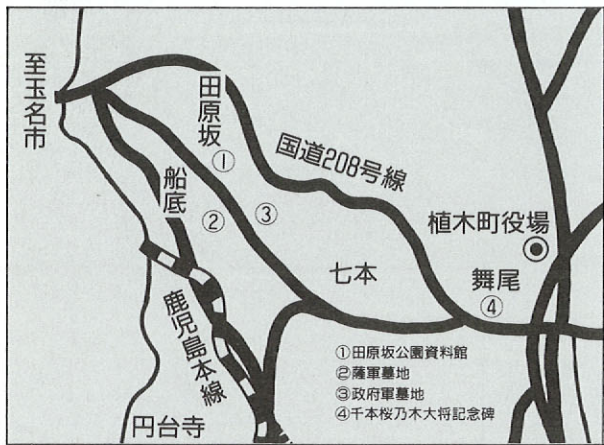 至玉名市
田原坂
①
船底
②
③
国道208号線
植木町役場
七本
舞尾
④
鹿児島本線
円台寺
①田原坂公園資料館
②薩軍墓地
③政府軍墓地
④千本桜乃木大将記念碑